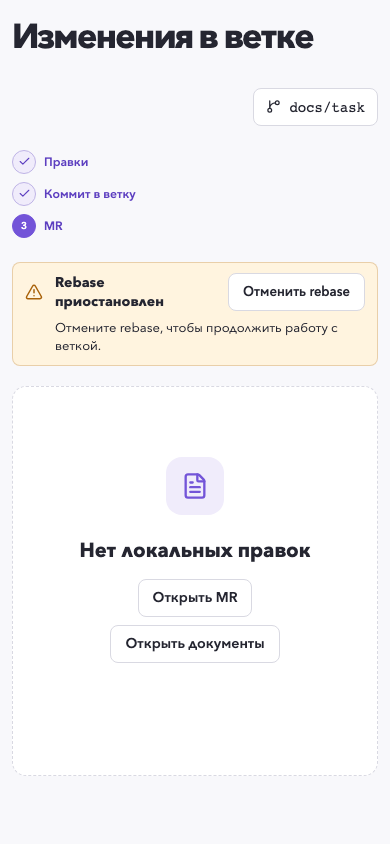 Изменения в ветке
docs/task
Правки
Коммит в ветку
3 MR
Rebase
приостановлен
Отменить rebase
Отмените rebase, чтобы продолжить работу с
веткой.
Нет локальных правок
Открыть MR
Открыть документы